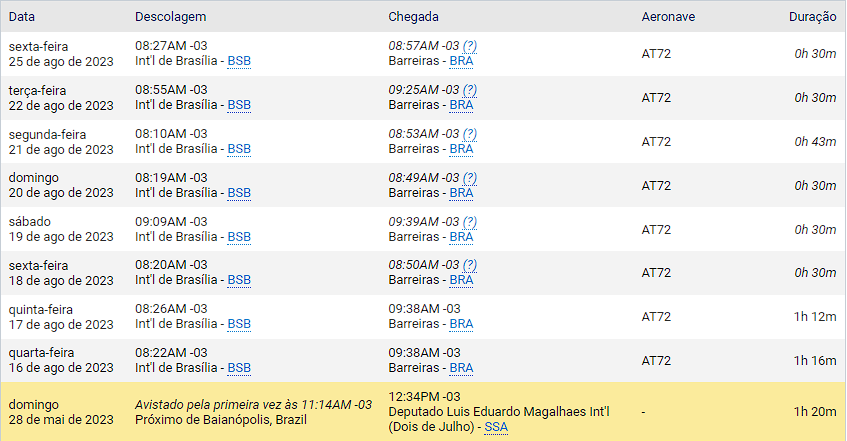 Data Descolagem Chegada Aeronave Duração
sexta-feira 08:27AM -03 08:57AM -03 (?)
25 de ago de 2023 Int'l de Brasília - BSB Barreiras - BRA AT72 0h 30m
terça-feira 08:55AM -03 09:25AM -03 (?)
22 de ago de 2023 Int'l de Brasília - BSB Barreiras - BRA AT72 0h 30m
segunda-feira 08:10AM -03 08:53AM -03 (?)
21 de ago de 2023 Int'l de Brasília - BSB Barreiras - BRA AT72 0h 43m
domingo 08:19AM -03 08:49AM -03 (?)
20 de ago de 2023 Int'l de Brasília - BSB Barreiras - BRA AT72 0h 30m
sábado 09:09AM -03 09:39AM -03 (?)
19 de ago de 2023 Int'l de Brasília - BSB Barreiras - BRA AT72 0h 30m
sexta-feira 08:20AM -03 08:50AM -03 (?)
18 de ago de 2023 Int'l de Brasília - BSB Barreiras - BRA AT72 0h 30m
quinta-feira 08:26AM -03 09:38AM -03
17 de ago de 2023 Int'l de Brasília - BSB Barreiras - BRA AT72 1h 12m
quarta-feira 08:22AM -03 09:38AM -03
16 de ago de 2023 Int'l de Brasília - BSB Barreiras - BRA AT72 1h 16m
domingo Avistado pela primeira vez às 11:14AM -03 12:34PM -03
28 de mai de 2023 Próximo de Baianópolis, Brazil Deputado Luis Eduardo Magalhaes Int'l - 1h 20m
(Dois de Julho) - SSA